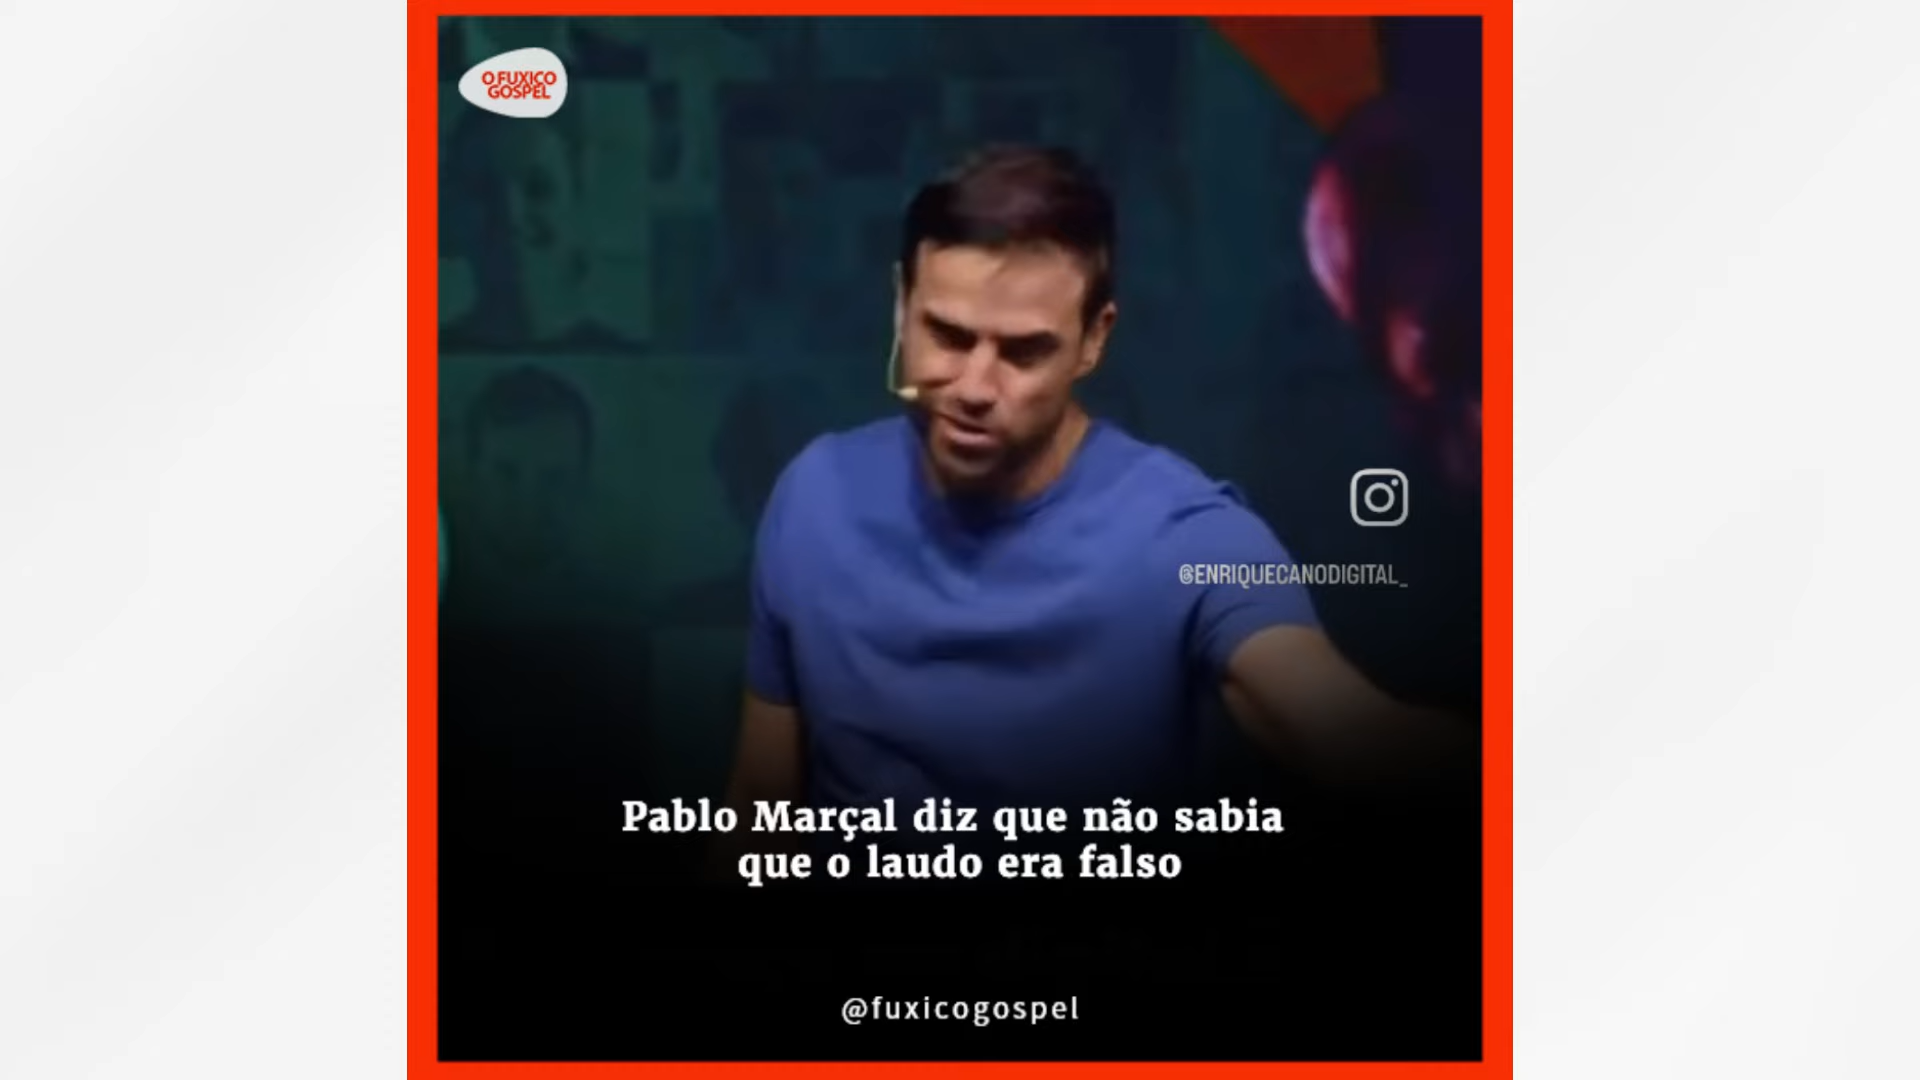 O FUXICO
GOSPEL
@ENRIQUECANODIGITAL_
Pablo Marçal diz que não sabia
que o laudo era falso
@fuxicogospel